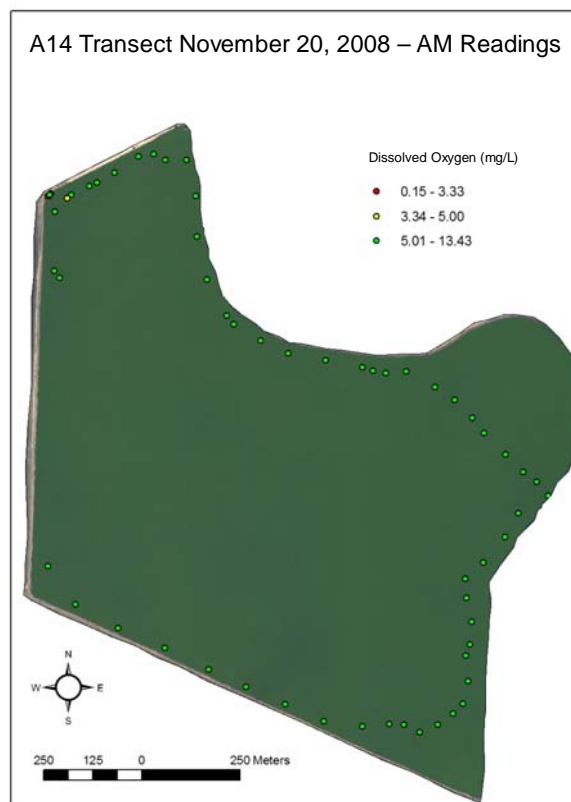 A14 Transect November 20, 2008 – AM Readings
Dissolved Oxygen (mg/L)
0.15 - 3.33
3.34 - 5.00
5.01 - 13.43
N
W E
S
250 125 0 250 Meters